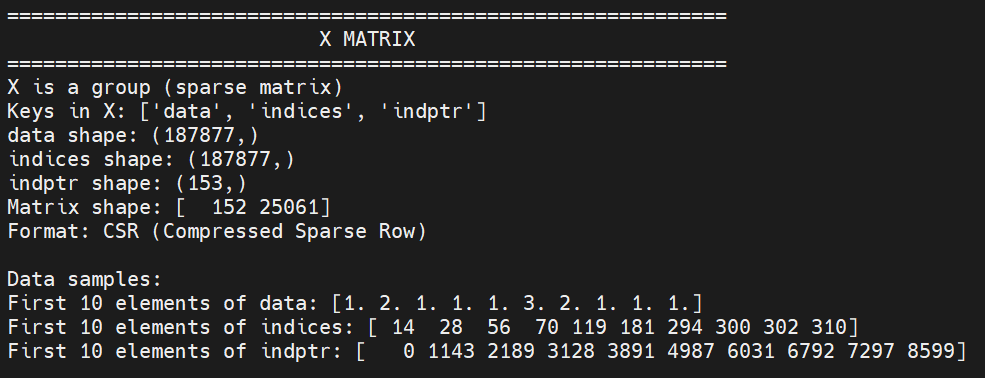 ============================================================
X MATRIX
============================================================
X is a group (sparse matrix)
Keys in X: ['data', 'indices', 'indptr']
data shape: (187877,)
indices shape: (187877,)
indptr shape: (153,)
Matrix shape: [  152 25061]
Format: CSR (Compressed Sparse Row)
Data samples:
First 10 elements of data: [1. 2. 1. 1. 1. 3. 2. 1. 1. 1.]
First 10 elements of indices: [ 14  28  56  70 119 181 294 300 302 310]
First 10 elements of indptr: [   0 1143 2189 3128 3891 4987 6031 6792 7297 8599]